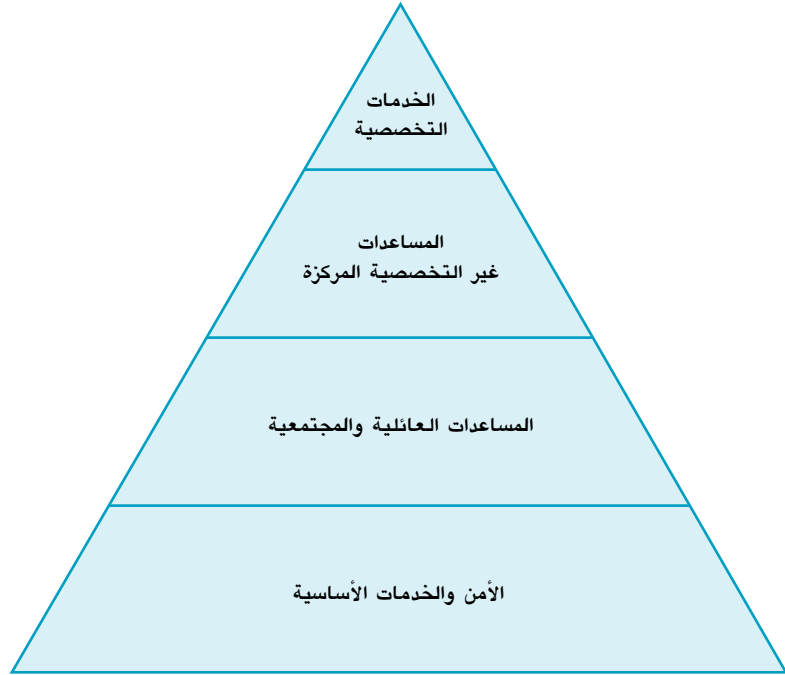 الخدمات
التخصصية
المساعدات
غير التخصصية المركزة
المساعدات العائلية والمجتمعية
الأمن والخدمات الأساسية